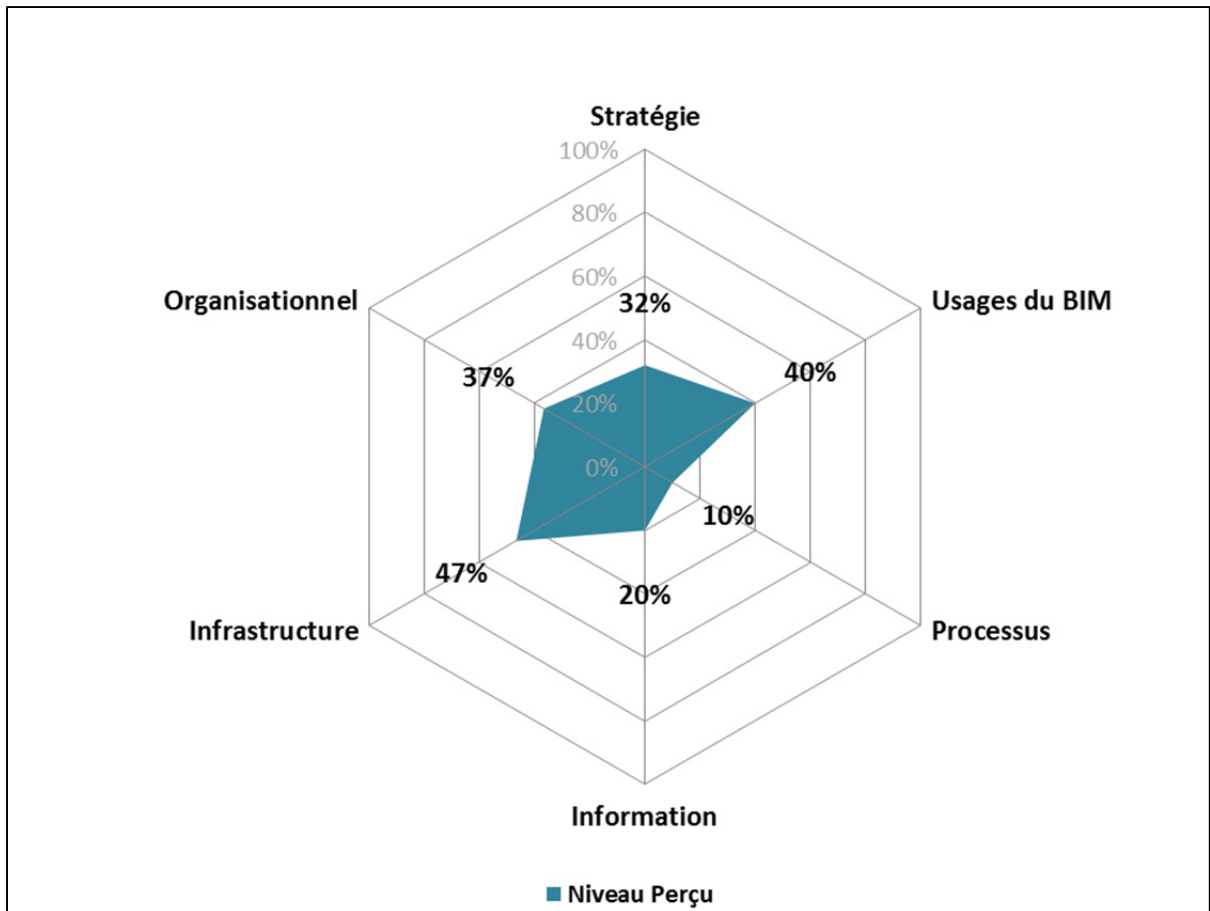 Stratégie
100%
80%
60%
32%
Organisationnel
Usages du BIM
40%
37%
40%
20%
0%
10%
47%
20%
Infrastructure
Processus
Information
Niveau Perçu